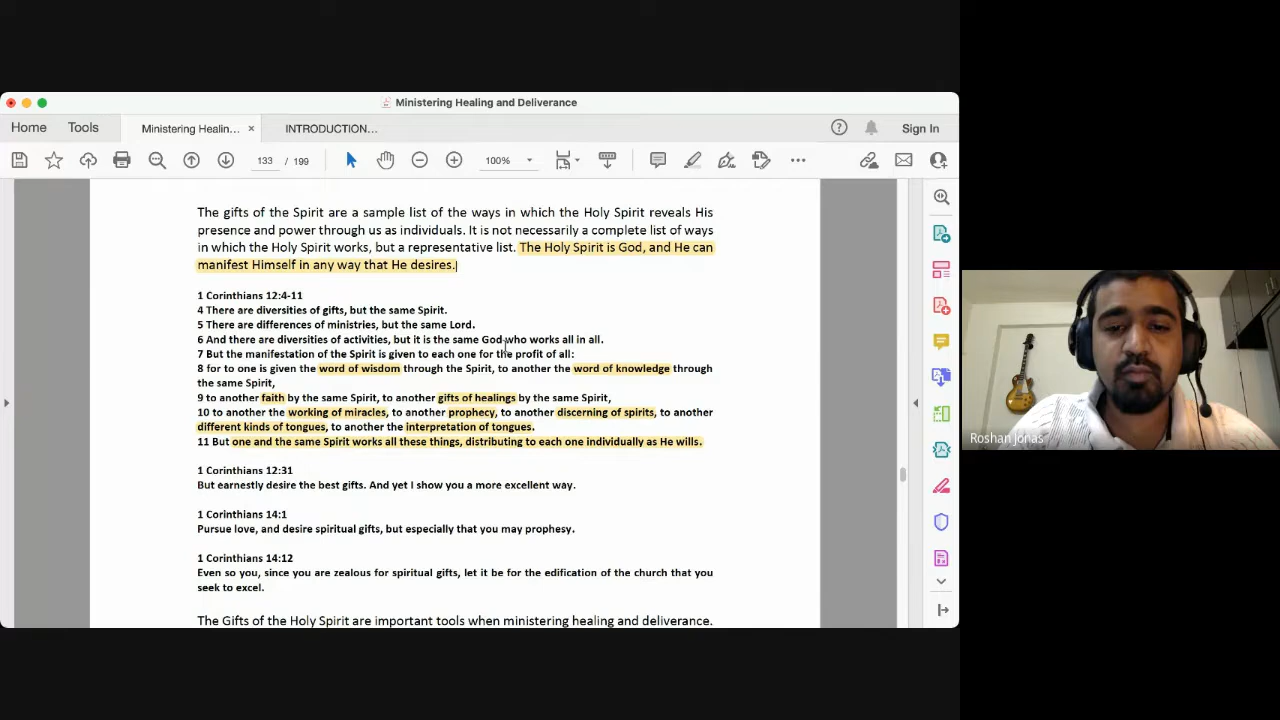 Ministering Healing and Deliverance
Home Tools Ministering Healin... × INTRODUCTION... Sign In
133 / 199 100%
The gifts of the Spirit are a sample list of the ways in which the Holy Spirit reveals His
presence and power through us as individuals. It is not necessarily a complete list of ways
in which the Holy Spirit works, but a representative list. The Holy Spirit is God, and He can
manifest Himself in any way that He desires.
1 Corinthians 12:4-11
4 There are diversities of gifts, but the same Spirit.
5 There are differences of ministries, but the same Lord.
6 And there are diversities of activities, but it is the same God who works all in all.
7 But the manifestation of the Spirit is given to each one for the profit of all:
8 for to one is given the word of wisdom through the Spirit, to another the word of knowledge through
the same Spirit,
9 to another faith by the same Spirit, to another gifts of healings by the same Spirit,
10 to another the working of miracles, to another prophecy, to another discerning of spirits, to another
different kinds of tongues, to another the interpretation of tongues.
11 But one and the same Spirit works all these things, distributing to each one individually as He wills.
1 Corinthians 12:31
But earnestly desire the best gifts. And yet I show you a more excellent way.
1 Corinthians 14:1
Pursue love, and desire spiritual gifts, but especially that you may prophesy.
1 Corinthians 14:12
Even so you, since you are zealous for spiritual gifts, let it be for the edification of the church that you
seek to excel.
The Gifts of the Holy Spirit are important tools when ministering healing and deliverance.
Roshan Jonas